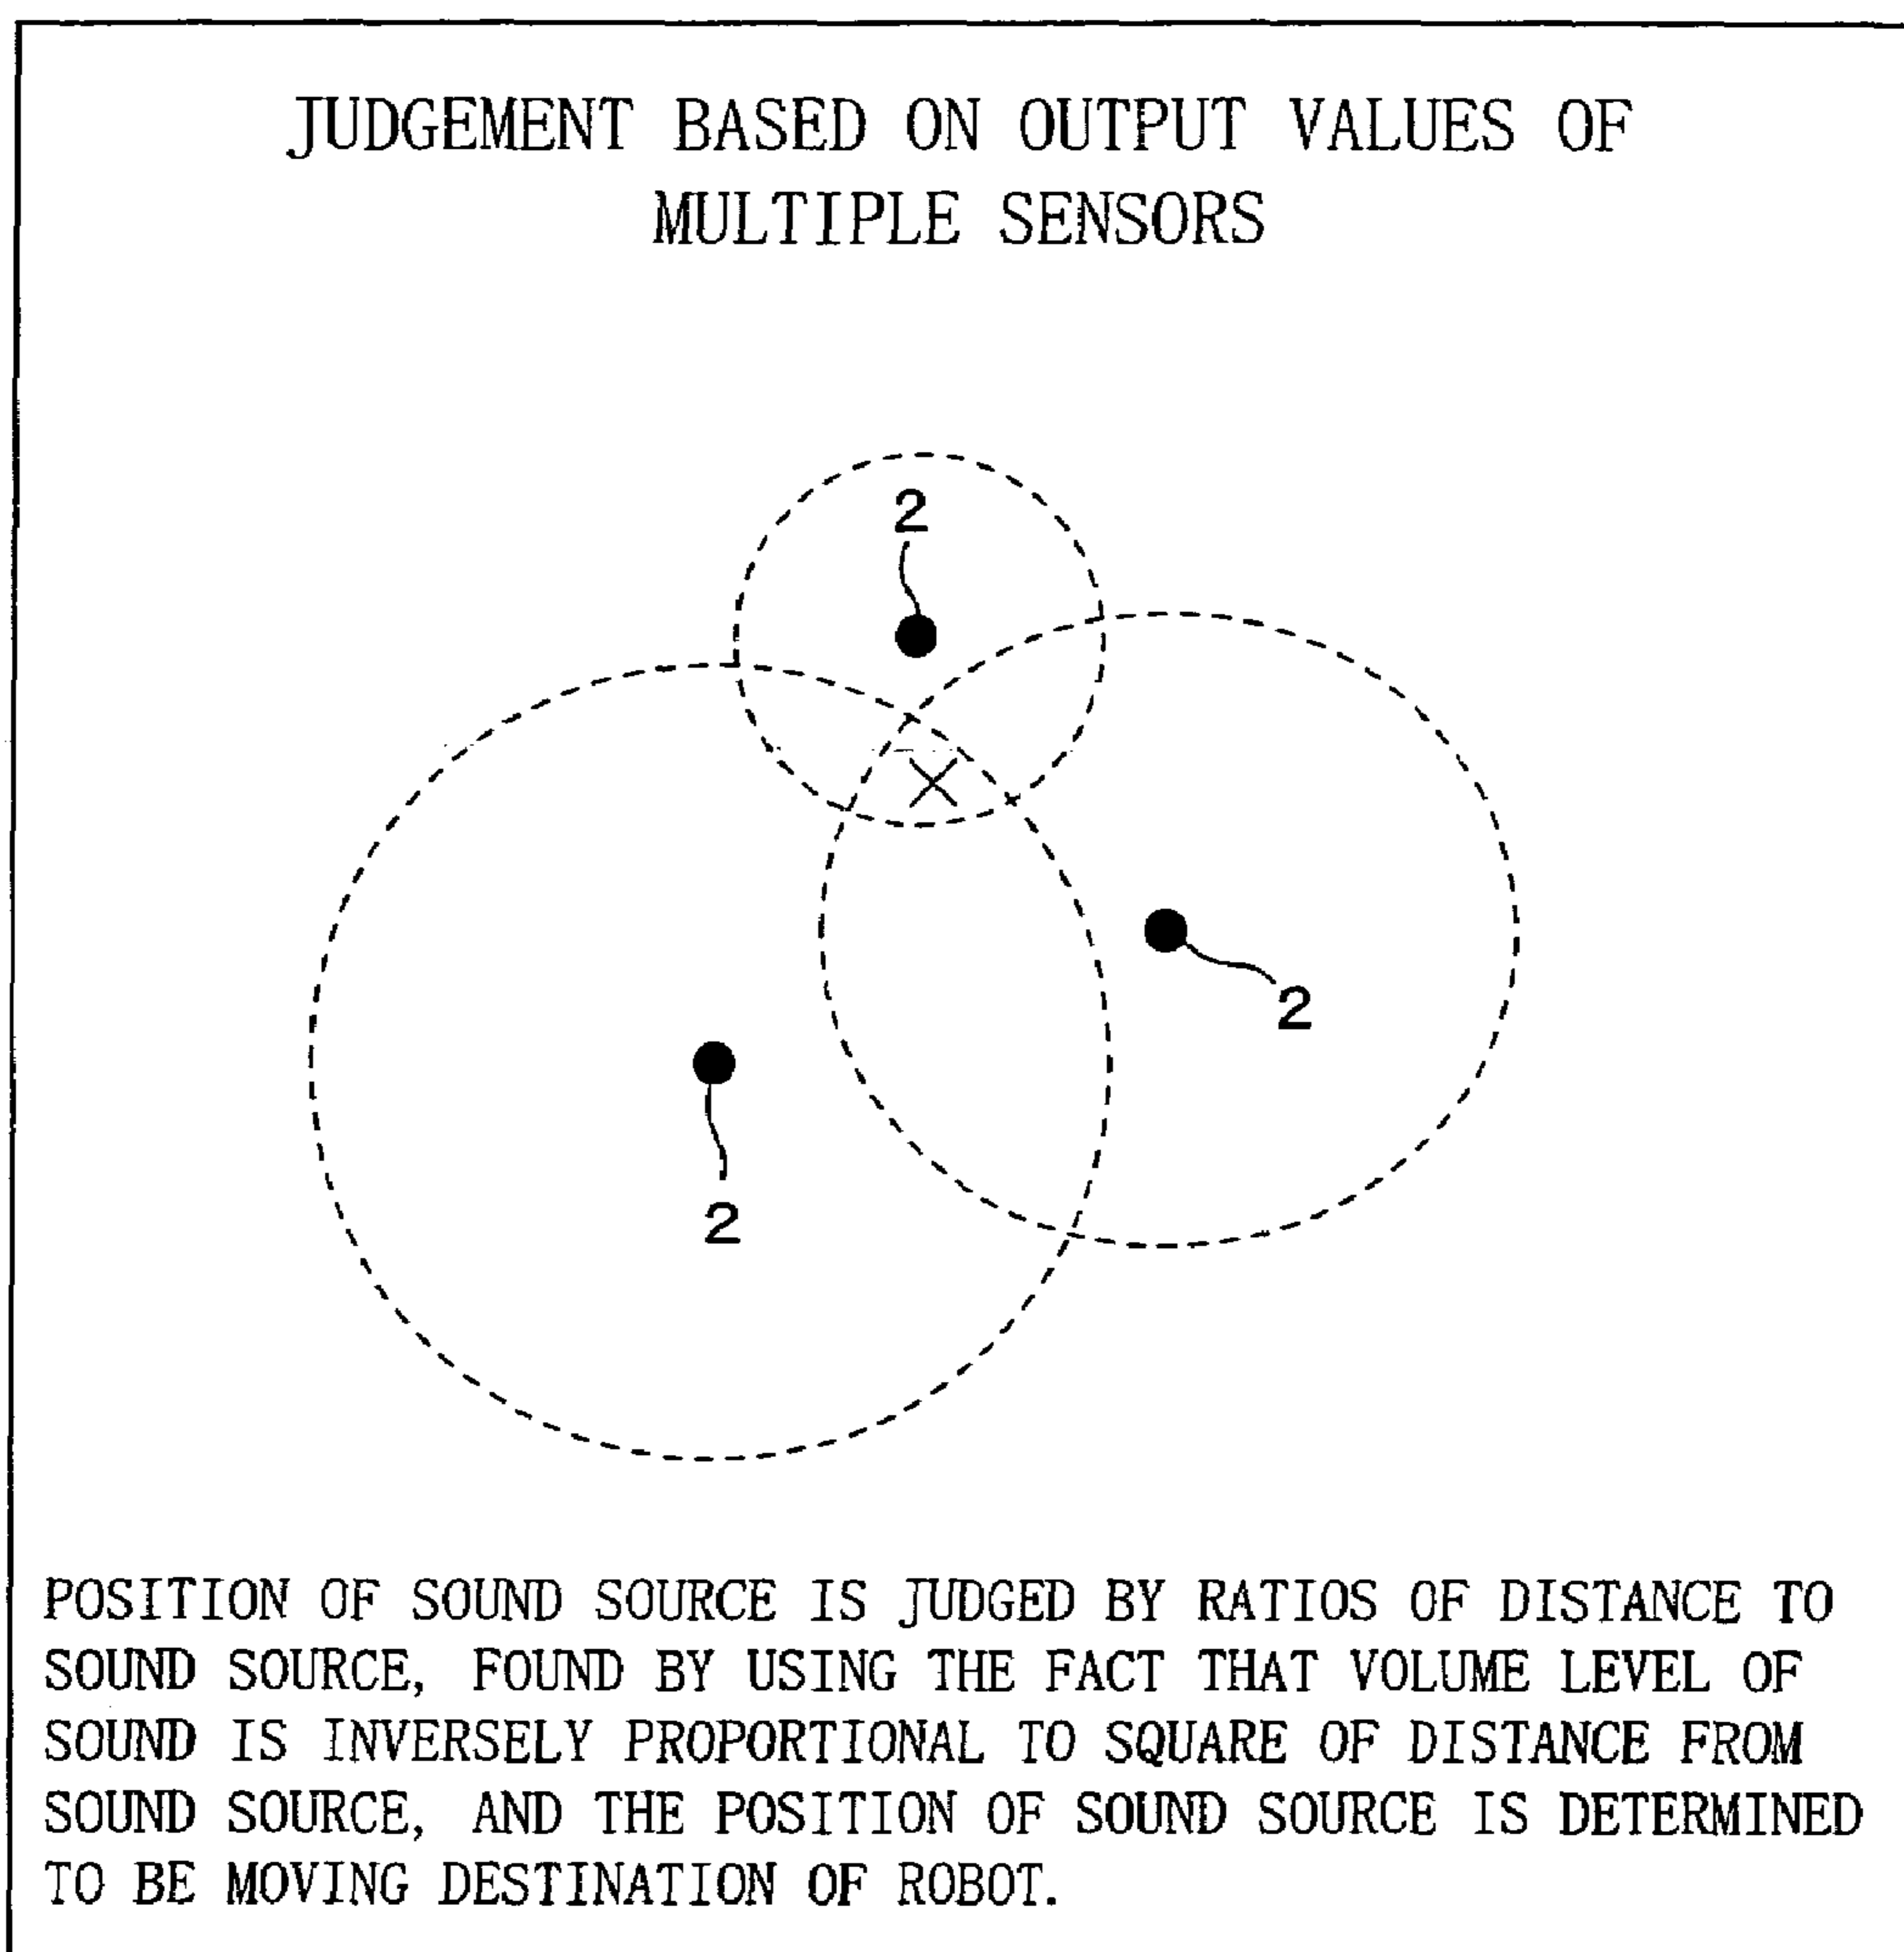 JUDGEMENT BASED ON OUTPUT VALUES OF
MULTIPLE SENSORS
2
2
2
POSITION OF SOUND SOURCE IS JUDGED BY RATIOS OF DISTANCE TO
SOUND SOURCE, FOUND BY USING THE FACT THAT VOLUME LEVEL OF
SOUND IS INVERSELY PROPORTIONAL TO SQUARE OF DISTANCE FROM
SOUND SOURCE, AND THE POSITION OF SOUND SOURCE IS DETERMINED
TO BE MOVING DESTINATION OF ROBOT.